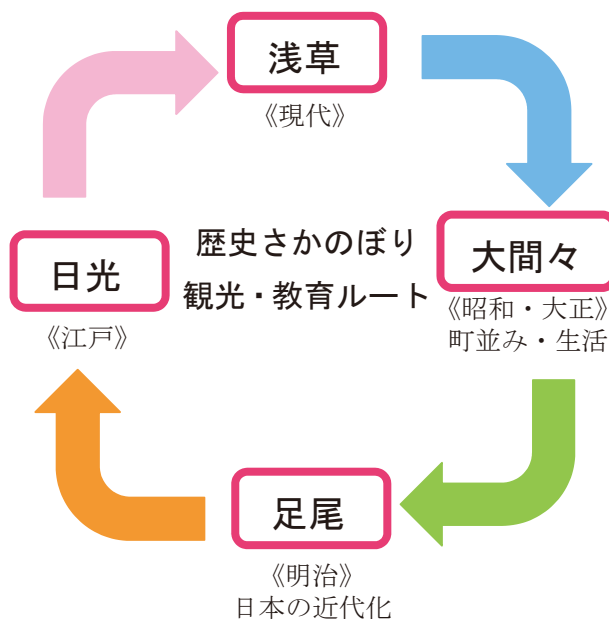 浅草
《現代》
歴史さかのぼり
観光・教育ルート
大間々
《昭和・大正》
町並み・生活
足尾
《明治》
日本の近代化
日光
《江戸》